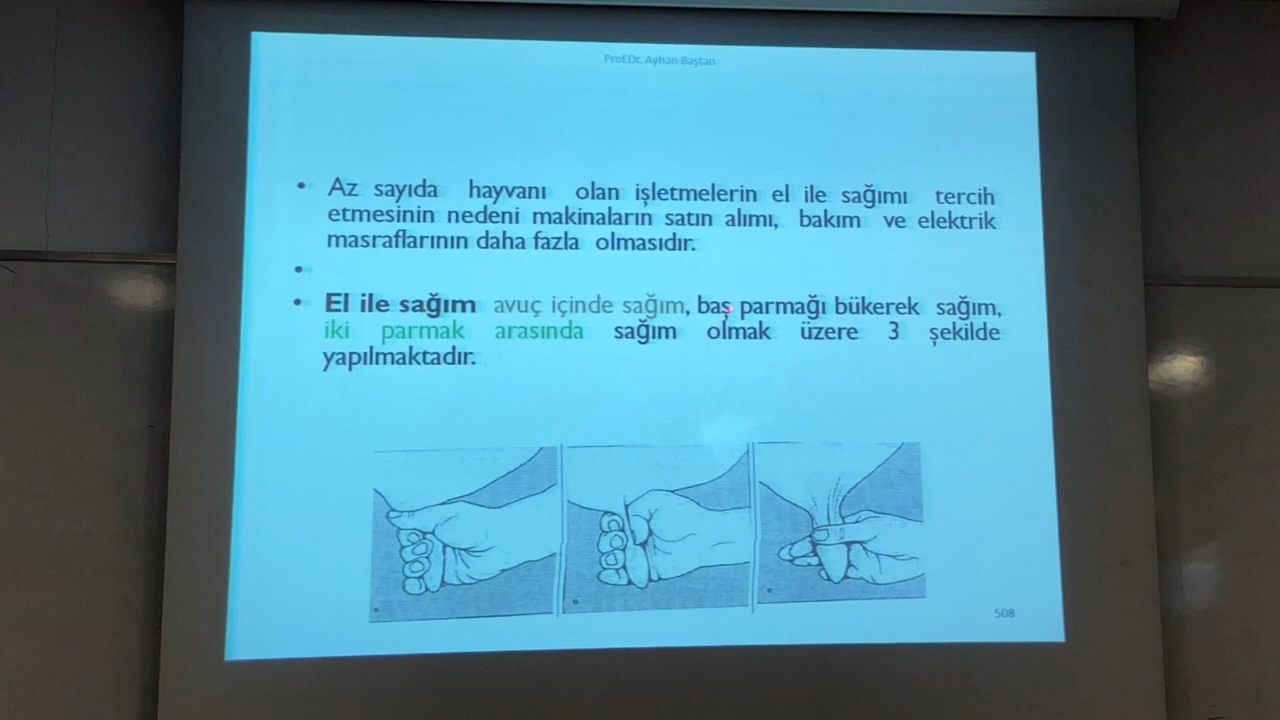 Prof.Dr. Ayhan Baştan
• Az sayıda hayvanı olan işletmelerin el ile sağımı tercih
etmesinin nedeni makinaların satın alımı, bakım ve elektrik
masraflarının daha fazla olmasıdır.
•
• El ile sağım avuç içinde sağım, baş parmağı bükerek sağım,
iki parmak arasında sağım olmak üzere 3 şekilde
yapılmaktadır.
508